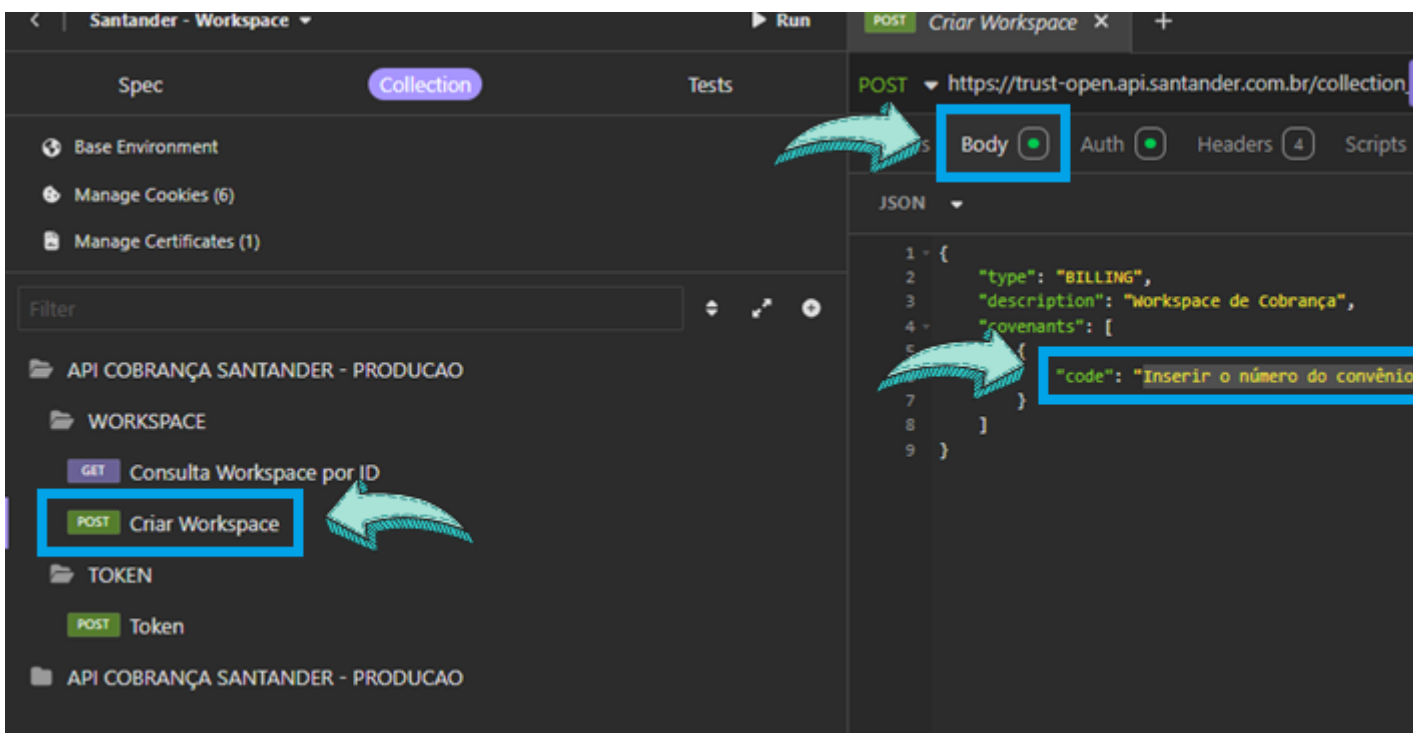 Santander - Workspace
Run
POST Criar Workspace
Spec
Collection
Tests
POST https://trust-open.api.santander.com.br/collection_
Body
Auth
Headers 4
Scripts
Base Environment
Manage Cookies (6)
Manage Certificates (1)
JSON
Filter
1 {
2 "type": "BILLING",
3 "description": "Workspace de Cobrança",
4 "covenants": [
{
"code": "Inserir o número do convênio
7 }
8 ]
9 }
API COBRANÇA SANTANDER - PRODUCAO
WORKSPACE
GET Consulta Workspace por ID
POST Criar Workspace
TOKEN
POST Token
API COBRANÇA SANTANDER - PRODUCAO